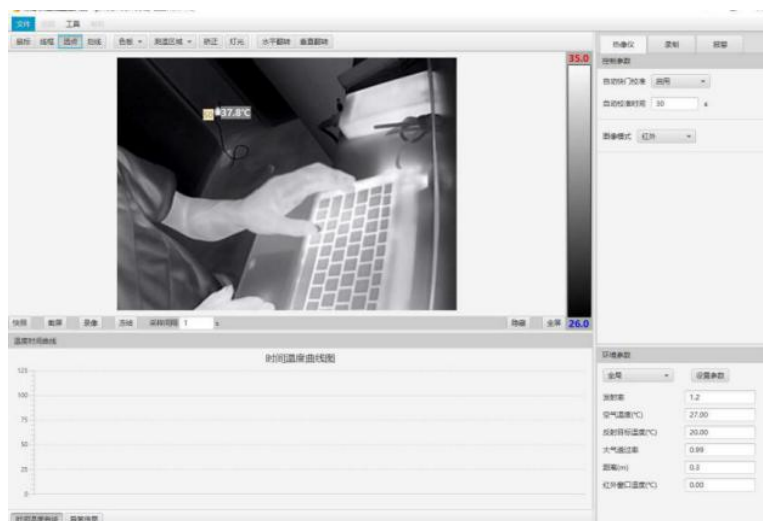 文件
工具
鼠标 线框 固点 曲线 色板 测温区域 矫正 灯光 水平翻转 垂直翻转
热像仪 录制 报警
控制参数
35.0
自动快门校准 启用
自动校准时间 30 s
图像模式 红外
37.8℃
快照 截屏 录像 冻结 采样间隔 1 s 隐藏 全屏 26.0
温度时间曲线
时间温度曲线图
125
100
75
50
25
0
环境参数
全局 设置参数
发射率 1.2
空气温度(℃) 27.00
反射目标温度(℃) 20.00
大气透过率 0.99
距离(m) 0.3
红外窗口温度(℃) 0.00
时间温度曲线 异常信息